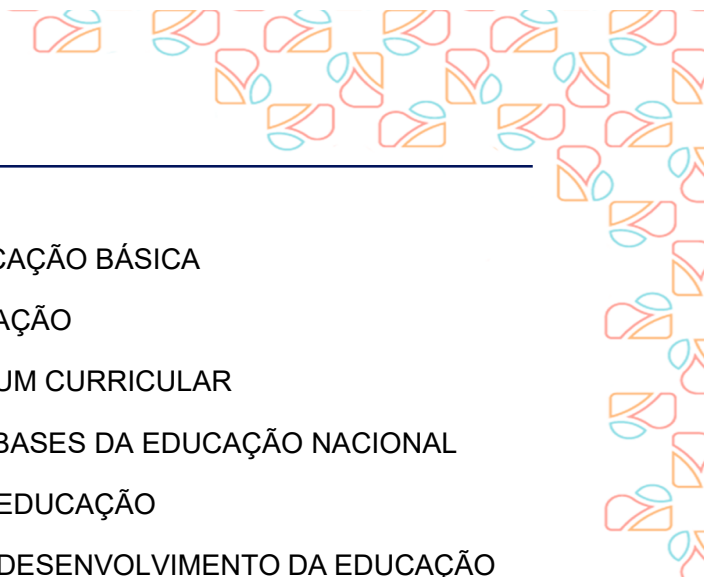 CAÇÃO BÁSICA
AÇÃO
UM CURRICULAR
BASES DA EDUCAÇÃO NACIONAL
EDUCAÇÃO
DESENVOLVIMENTO DA EDUCAÇÃO